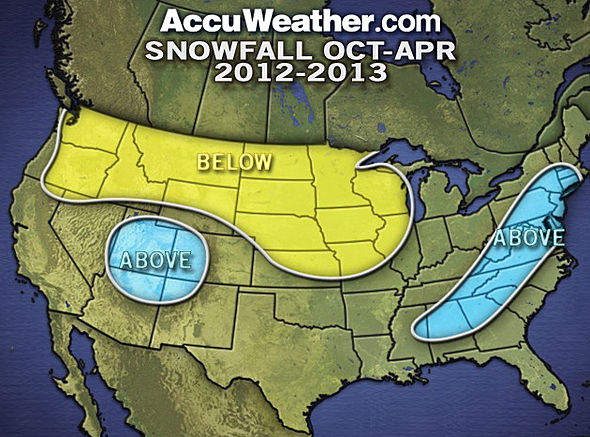 AccuWeather.com
SNOWFALL OCT-APR
2012-2013
BELOW
ABOVE
ABOVE